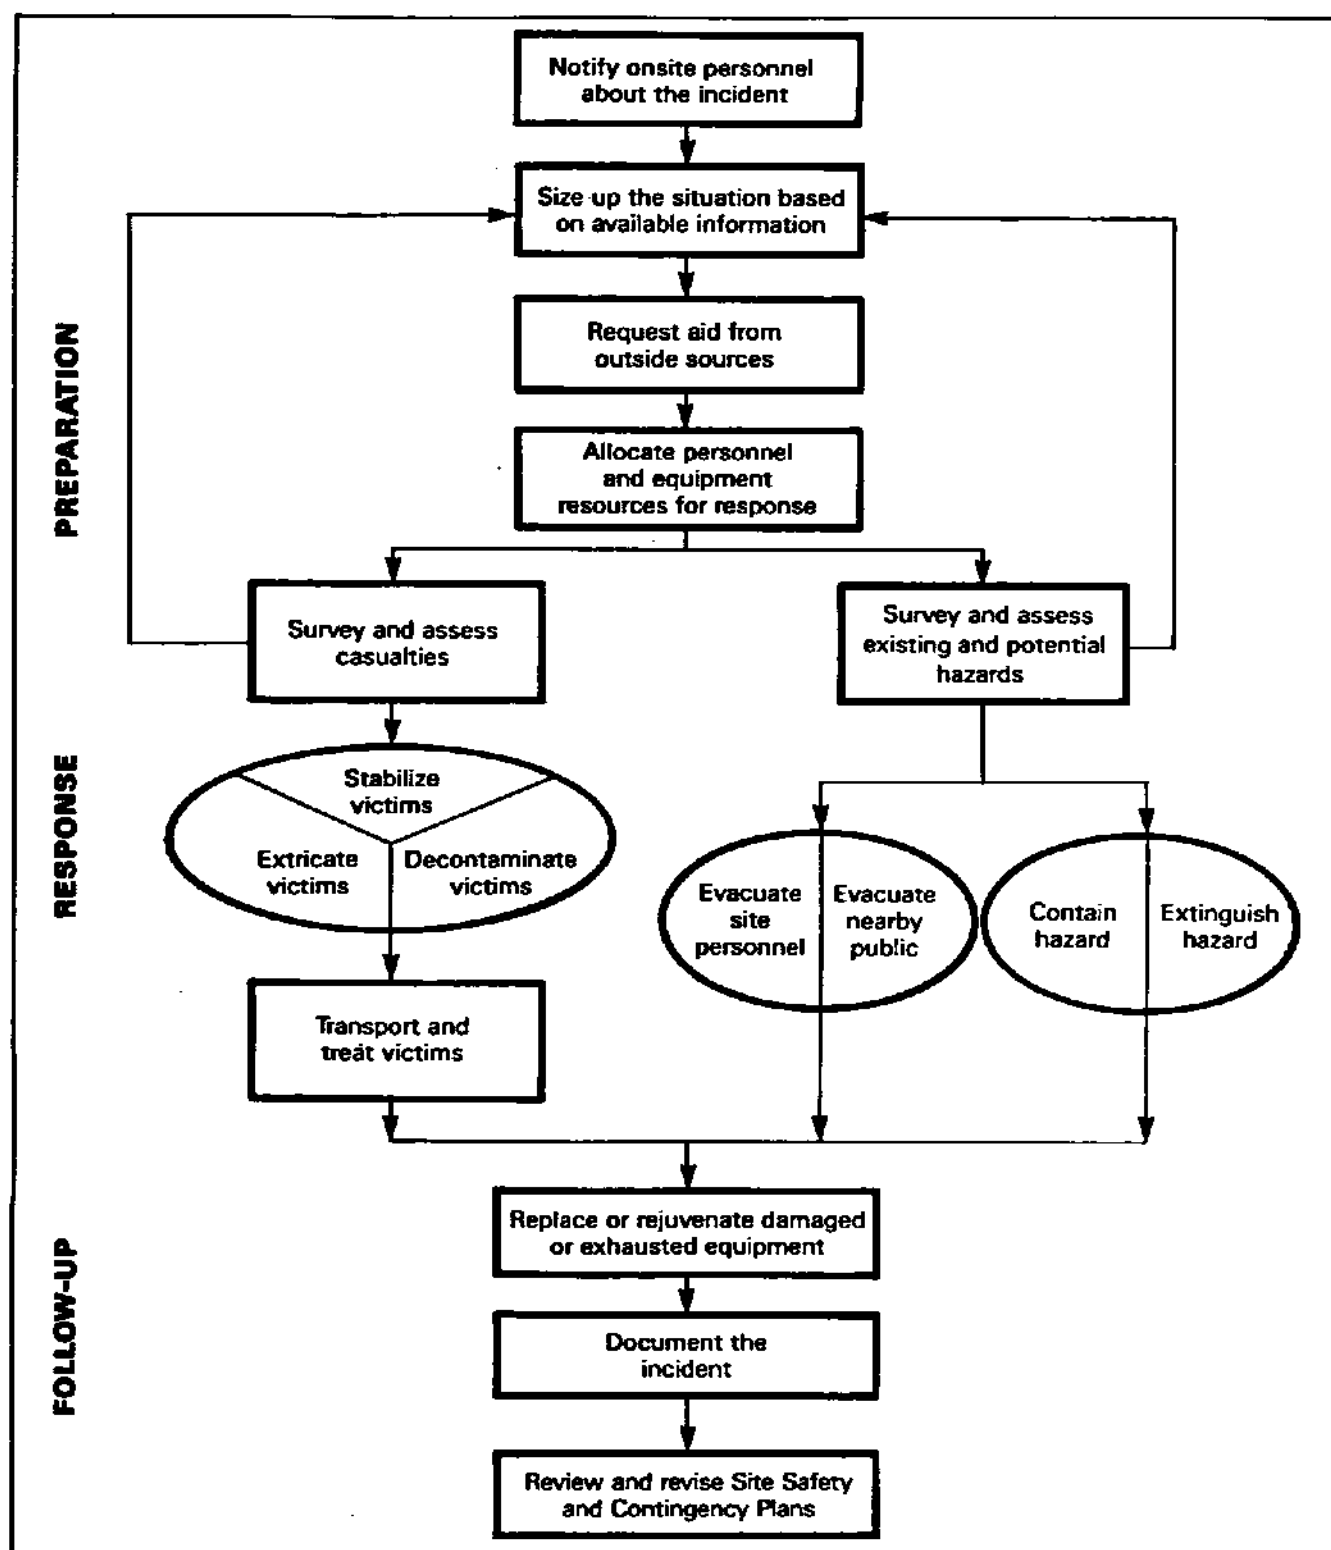 Notify onsite personnel
about the incident
Size up the situation based
on available information
Request aid from
outside sources
PREPARATION
Allocate personnel
and equipment
resources for response
Survey and assess
casualties
Survey and assess
existing and potential
hazards
RESPONSE
Stabilize
victims
Extricate
victims
Decontaminate
victims
Evacuate
site
personnel
Evacuate
nearby
public
Contain
hazard
Extinguish
hazard
Transport and
treat victims
FOLLOW-UP
Replace or rejuvenate damaged
or exhausted equipment
Document the
incident
Review and revise Site Safety
and Contingency Plans